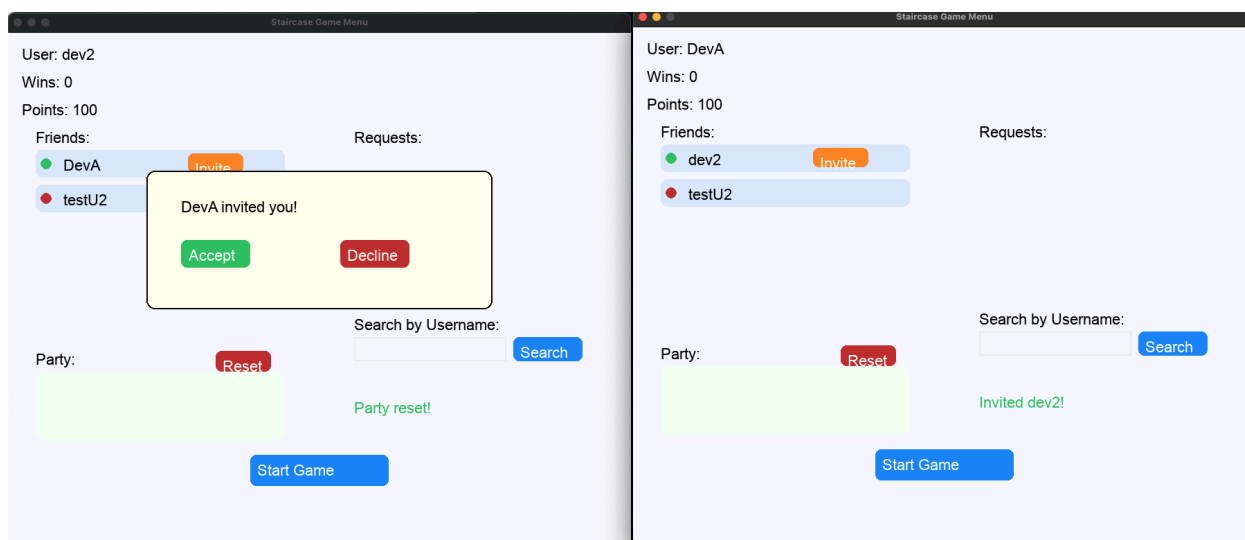 Staircase Game Menu
User: dev2
Wins: 0
Points: 100
Friends:
Requests:
DevA
Invite
testU2
DevA invited you!
Accept
Decline
Search by Username:
Search
Party:
Reset
Party reset!
Start Game
Staircase Game Menu
User: DevA
Wins: 0
Points: 100
Friends:
Requests:
dev2
Invite
testU2
Search by Username:
Search
Party:
Reset
Invited dev2!
Start Game